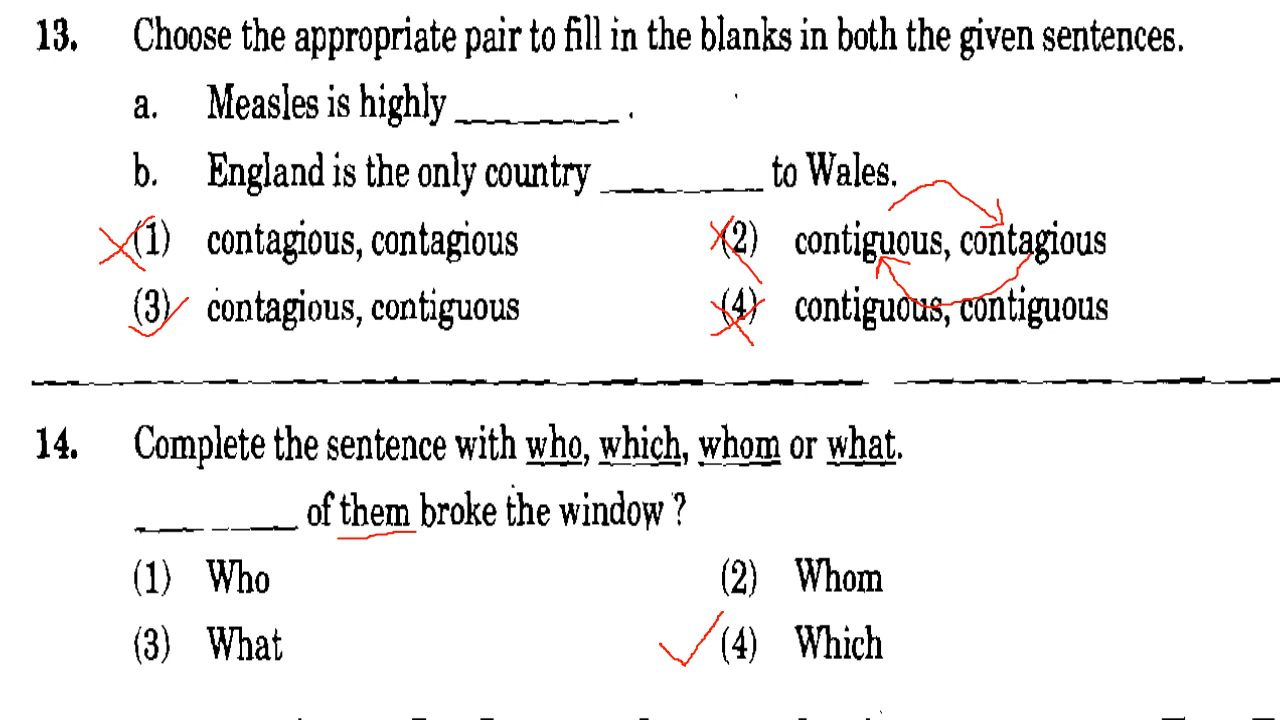 13. Choose the appropriate pair to fill in the blanks in both the given sentences.
a. Measles is highly ________ .
b. England is the only country ________ to Wales.
(1) contagious, contagious (2) contiguous, contagious
(3) contagious, contiguous (4) contiguous, contiguous
14. Complete the sentence with who, which, whom or what.
________ of them broke the window ?
(1) Who (2) Whom
(3) What (4) Which